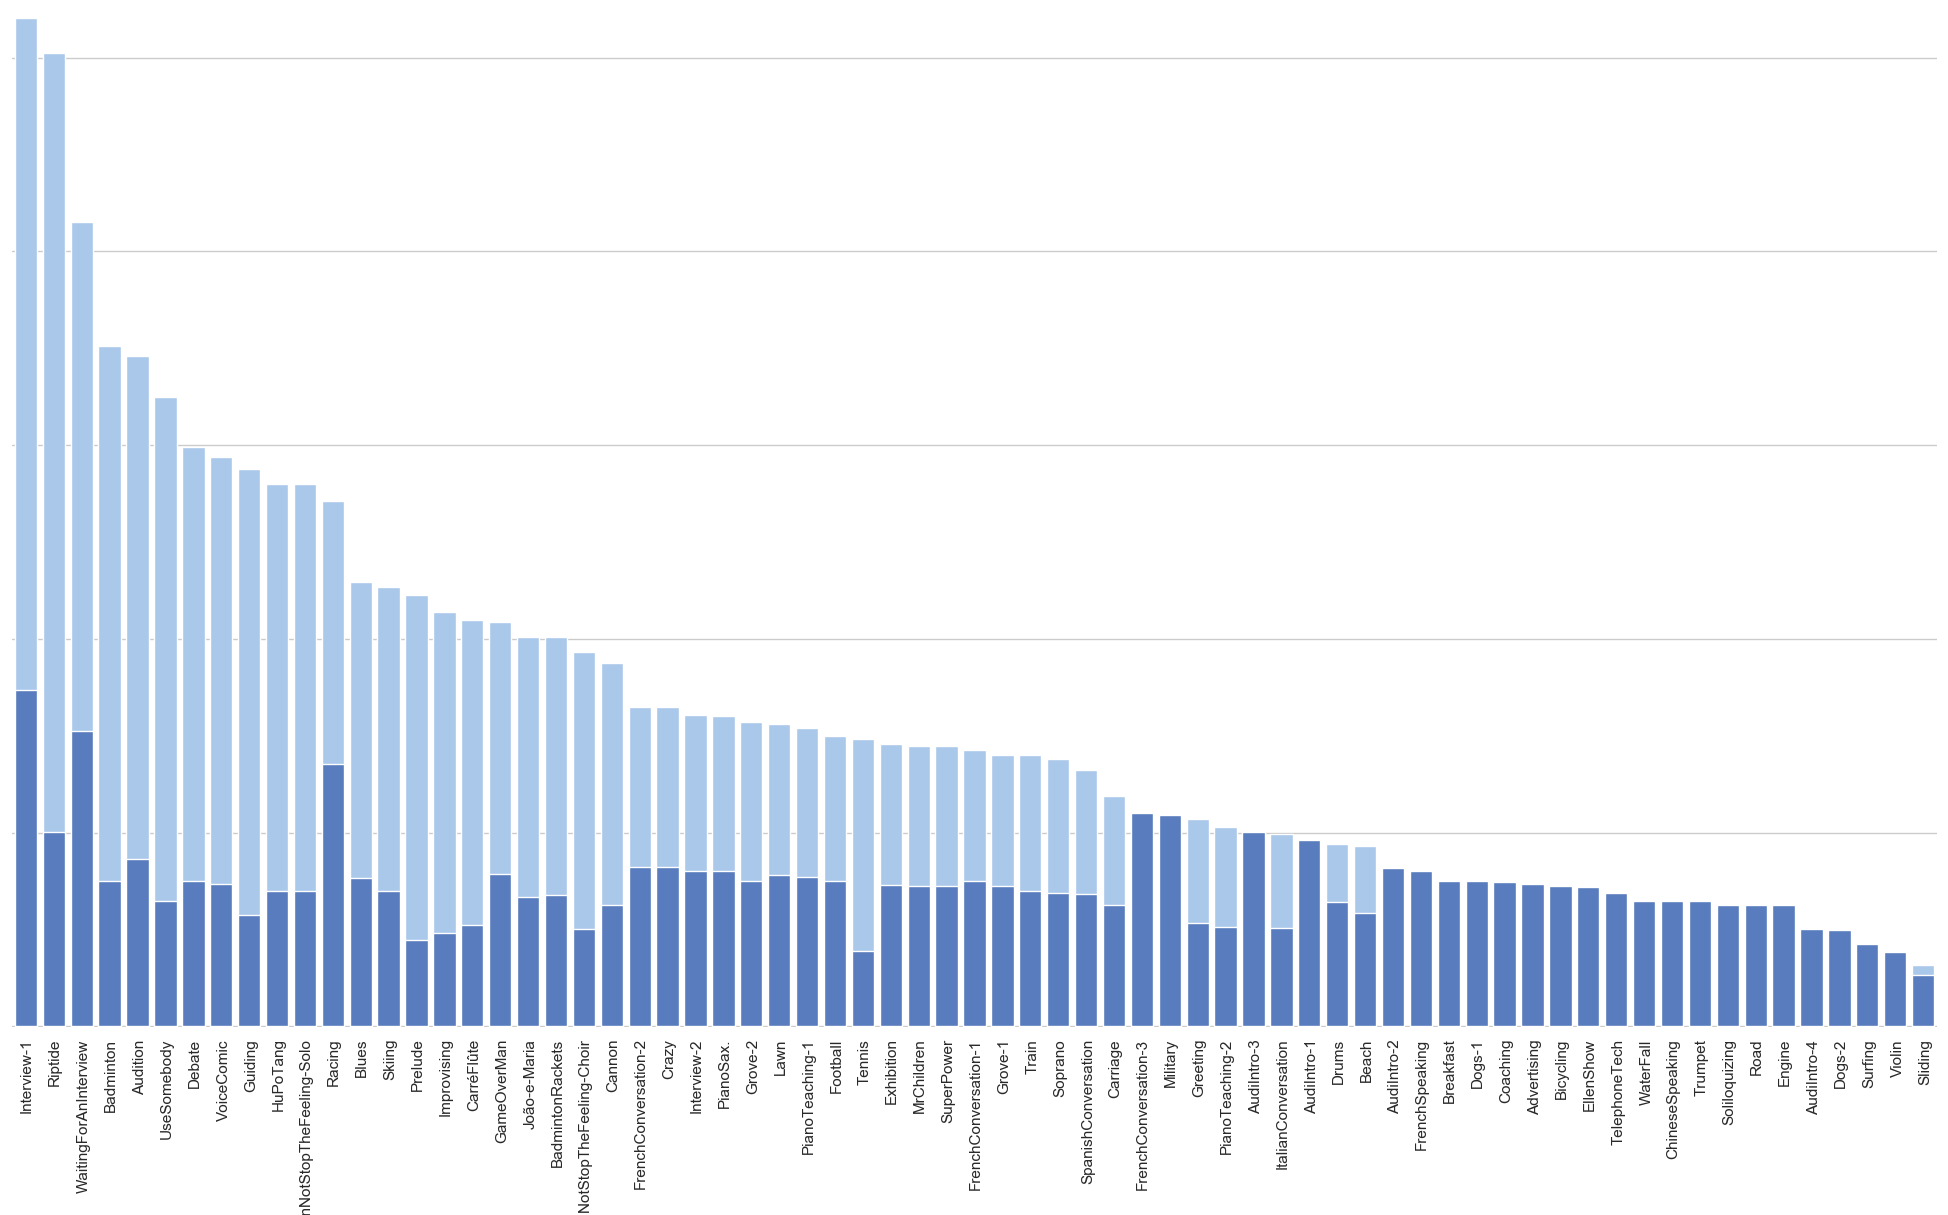 Interview-1
Riptide
WaitingForAnInterview
Badminton
Audition
UseSomebody
Debate
VoiceComic
Guiding
HuPoTang
nNotStopTheFeeling-Solo
Racing
Blues
Skiing
Prelude
Improvising
CarréFlûte
GameOverMan
João-e-Maria
BadmintonRackets
NotStopTheFeeling-Choir
Cannon
FrenchConversation-2
Crazy
Interview-2
PianoSax.
Grove-2
Lawn
PianoTeaching-1
Football
Tennis
Exhibition
MrChildren
SuperPower
FrenchConversation-1
Grove-1
Train
Soprano
SpanishConversation
Carriage
FrenchConversation-3
Military
Greeting
PianoTeaching-2
AudiIntro-3
ItalianConversation
AudiIntro-1
Drums
Beach
AudiIntro-2
FrenchSpeaking
Breakfast
Dogs-1
Coaching
Advertising
Bicycling
EllenShow
TelephoneTech
WaterFall
ChineseSpeaking
Trumpet
Soliloquizing
Road
Engine
AudiIntro-4
Dogs-2
Surfing
Violin
Sliding